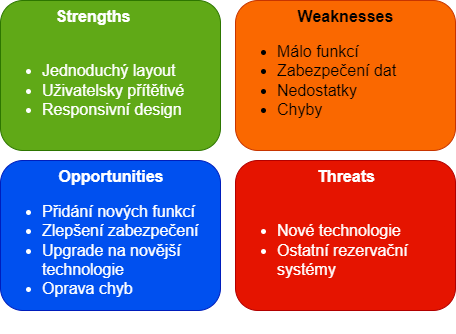 Strengths
Jednoduchý layout
Uživatelsky přítětivé
Responsivní design
Weaknesses
Málo funkcí
Zabezpečení dat
Nedostatky
Chyby
Opportunities
Přidání nových funkcí
Zlepšení zabezpečení
Upgrade na novější
technologie
Oprava chyb
Threats
Nové technologie
Ostatní rezervační
systémy